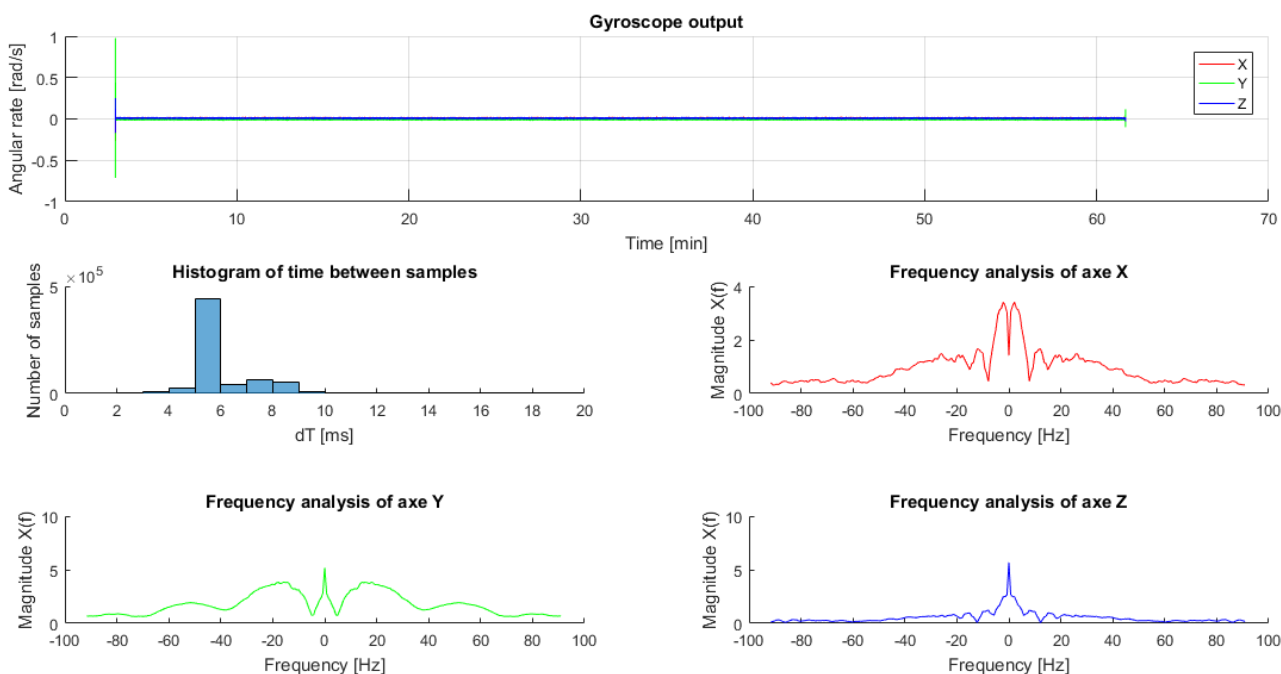 Gyroscope output
Angular rate [rad/s]
1
0.5
0
-0.5
-1
X
Y
Z
0 10 20 30 40 50 60 70
Time [min]
Histogram of time between samples
Number of samples
×10^5
5
0
0 2 4 6 8 10 12 14 16 18 20
dT [ms]
Frequency analysis of axe X
Magnitude X(f)
4
2
0
-100 -80 -60 -40 -20 0 20 40 60 80 100
Frequency [Hz]
Frequency analysis of axe Y
Magnitude X(f)
10
5
0
-100 -80 -60 -40 -20 0 20 40 60 80 100
Frequency [Hz]
Frequency analysis of axe Z
Magnitude X(f)
10
5
0
-100 -80 -60 -40 -20 0 20 40 60 80 100
Frequency [Hz]